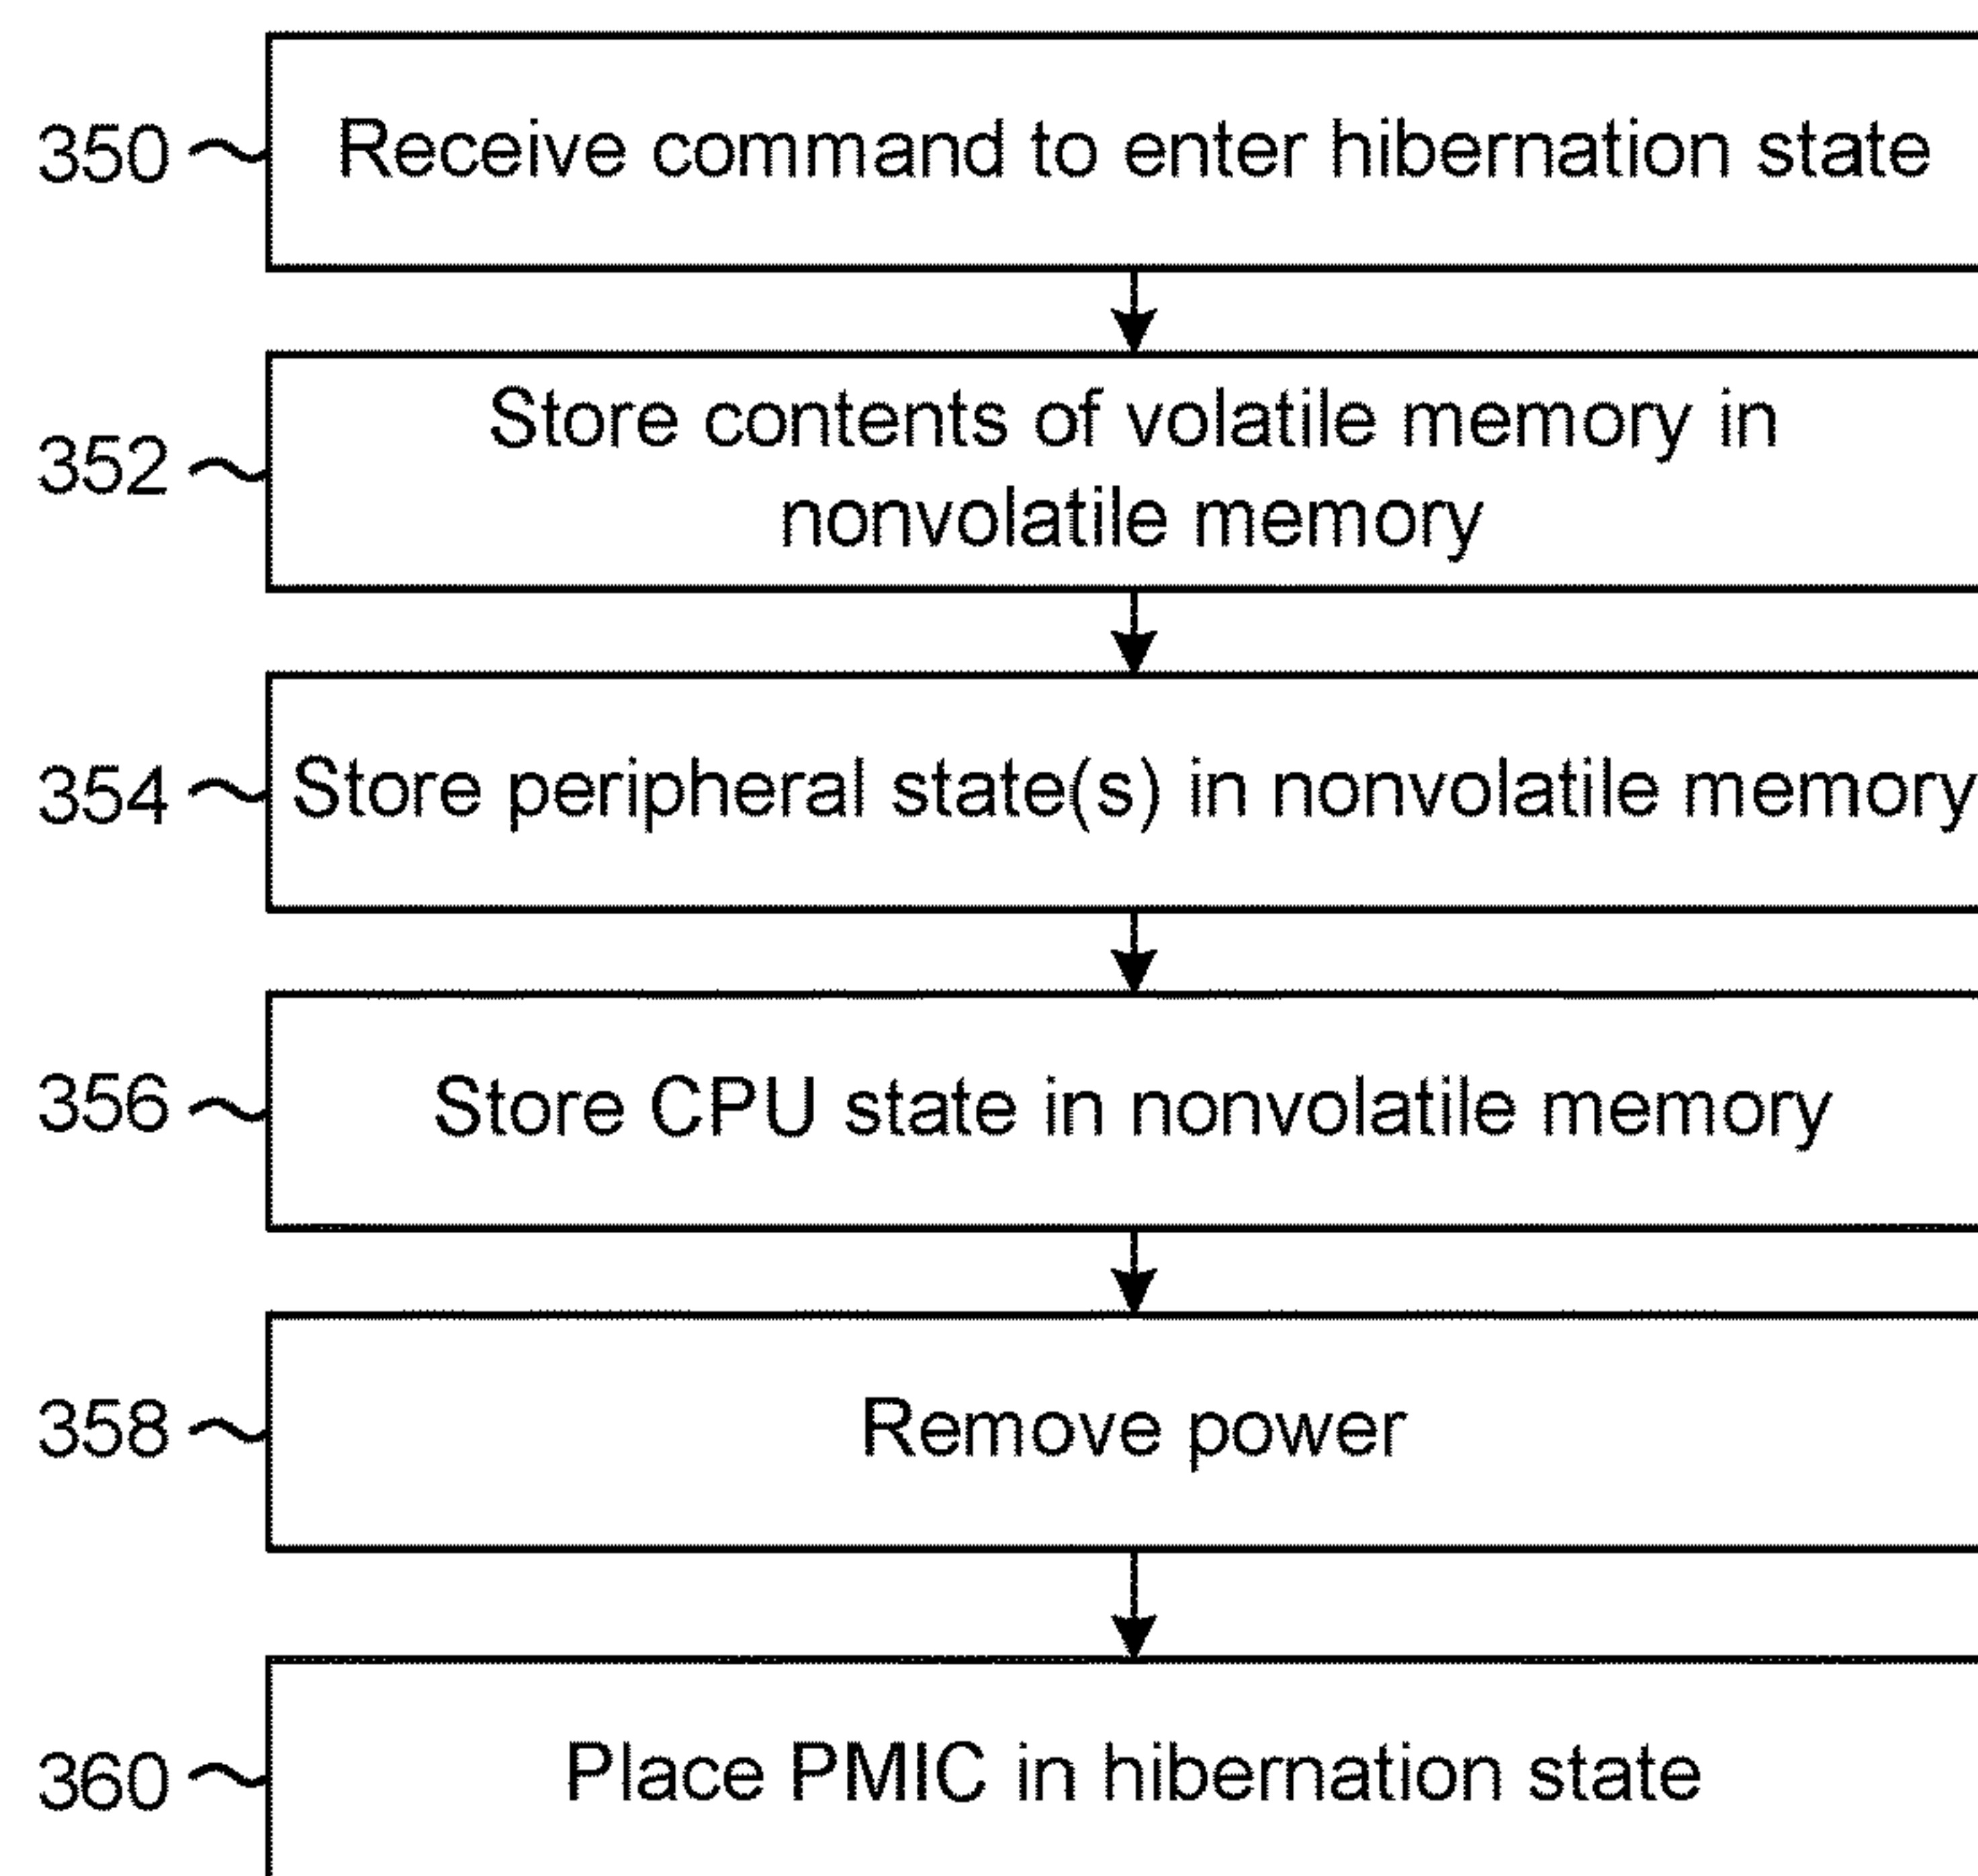 350 Receive command to enter hibernation state
352 Store contents of volatile memory in
nonvolatile memory
354 Store peripheral state(s) in nonvolatile memory
356 Store CPU state in nonvolatile memory
358 Remove power
360 Place PMIC in hibernation state